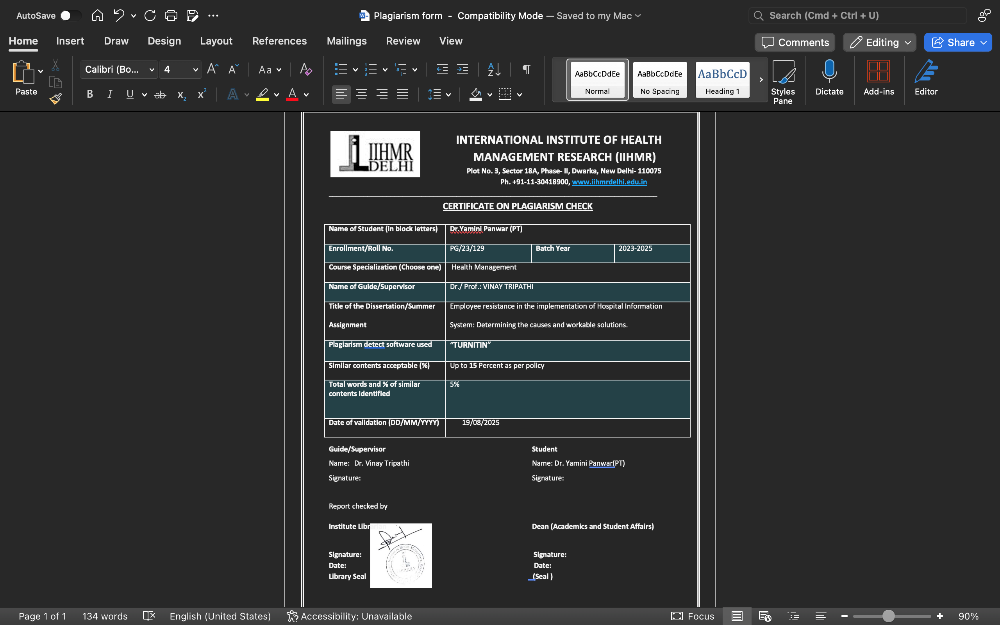 AutoSave
Plagiarism form - Compatibility Mode — Saved to my Mac
Search (Cmd + Ctrl + U)
Home Insert Draw Design Layout References Mailings Review View
Comments Editing Share
Paste
Calibri (Bo... 4
Aa
B I U ab x2 x2 A A
AaBbCcDdEe Normal
AaBbCcDdEe No Spacing
AaBbCcD Heading 1
Styles Pane
Dictate
Add-ins
Editor
IIHMR
DELHI
INTERNATIONAL INSTITUTE OF HEALTH
MANAGEMENT RESEARCH (IIHMR)
Plot No. 3, Sector 18A, Phase- II, Dwarka, New Delhi- 110075
Ph. +91-11-30418900, www.iihmrdelhi.edu.in
CERTIFICATE ON PLAGIARISM CHECK
Name of Student (in block letters) Dr.Yamini Panwar (PT)
Enrollment/Roll No. PG/23/129 Batch Year 2023-2025
Course Specialization (Choose one) Health Management
Name of Guide/Supervisor Dr./ Prof.: VINAY TRIPATHI
Title of the Dissertation/Summer Employee resistance in the implementation of Hospital Information
Assignment System: Determining the causes and workable solutions.
Plagiarism detect software used “TURNITIN”
Similar contents acceptable (%) Up to 15 Percent as per policy
Total words and % of similar 5%
contents Identified
Date of validation (DD/MM/YYYY) 19/08/2025
Guide/Supervisor Student
Name: Dr. Vinay Tripathi Name: Dr. Yamini Panwar(PT)
Signature: Signature:
Report checked by
Institute Dean (Academics and Student Affairs)
Signature: Signature:
Date: Date:
Library Seal (Seal )
LIBRARY
Page 1 of 1 134 words English (United States) Accessibility: Unavailable Focus 90%